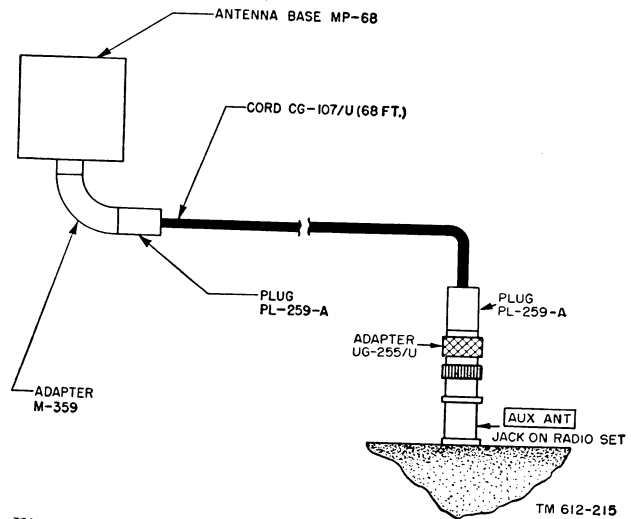 ANTENNA BASE MP-68
CORD CG-107/U (68 FT.)
PLUG
PL-259-A
PLUG
PL-259-A
ADAPTER
UG-255/U
ADAPTER
M-359
AUX ANT
JACK ON RADIO SET
TM 612-215